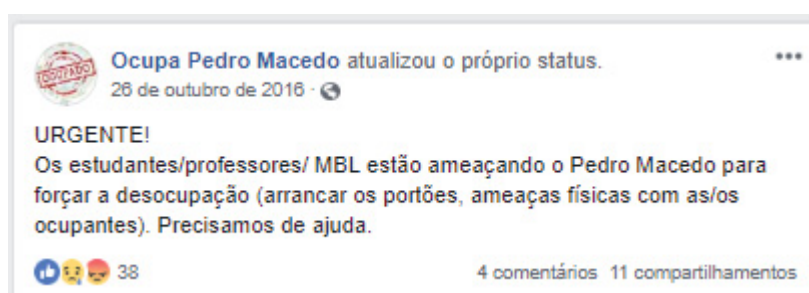 OCUPADO
Ocupa Pedro Macedo atualizou o próprio status.
26 de outubro de 2016 ·
URGENTE!
Os estudantes/professores/ MBL estão ameaçando o Pedro Macedo para
forçar a desocupação (arrancar os portões, ameaças físicas com as/os
ocupantes). Precisamos de ajuda.
38
4 comentários 11 compartilhamentos